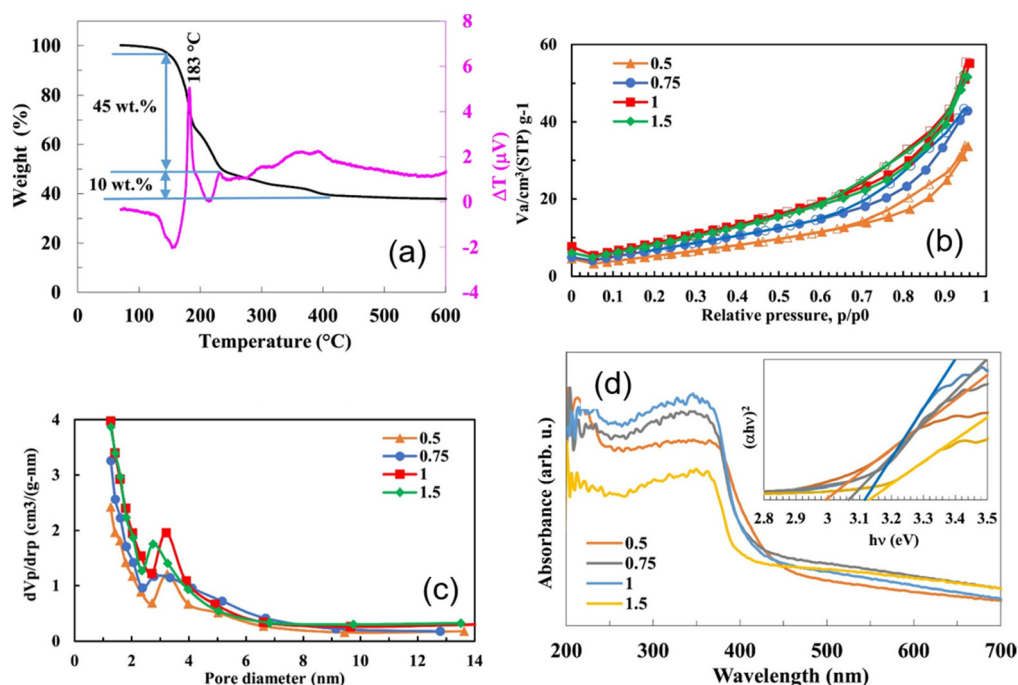 100
80
60
40
20
0
Weight (%)
0
100
200
300
400
500
600
Temperature (°C)
8
6
4
2
0
-2
-4
ΔT (µV)
183 °C
45 wt.%
10 wt.%
(a)
60
40
20
0
Va/cm³(STP) g-1
0.5
0.75
1
1.5
(b)
0 0.1 0.2 0.3 0.4 0.5 0.6 0.7 0.8 0.9 1
Relative pressure, p/p0
4
3
2
1
0
dVp/drp (cm3/(g-nm)
0.5
0.75
1
1.5
(c)
0 2 4 6 8 10 12 14
Pore diameter (nm)
(d)
Absorbance (arb. u.)
0.5
0.75
1
1.5
200 300 400 500 600 700
Wavelength (nm)
(αhν)²
2.8 2.9 3.0 3.1 3.2 3.3 3.4 3.5
hν (eV)